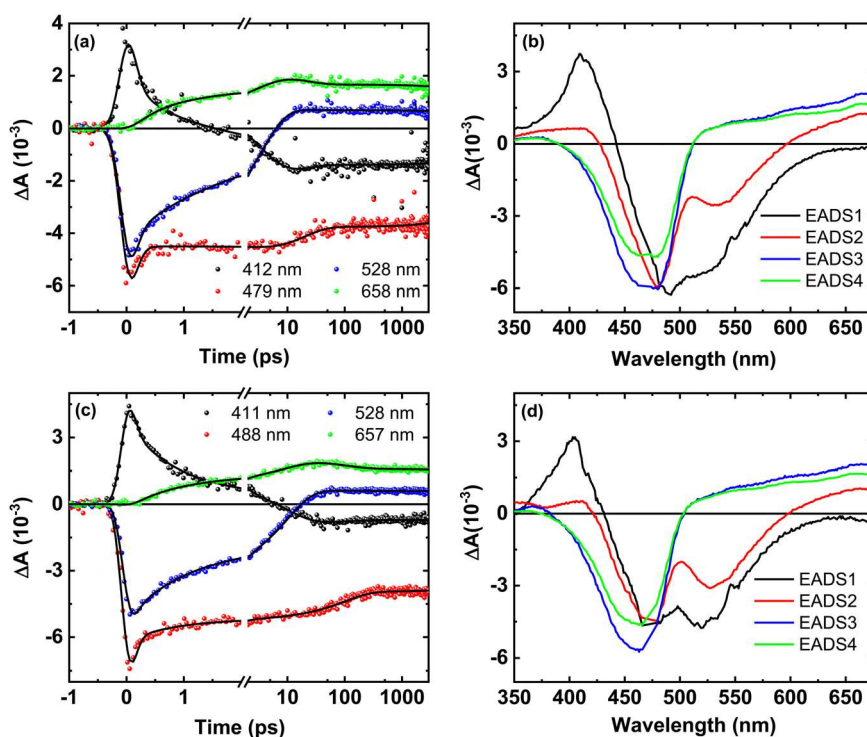 (a)
4
2
0
-2
-4
-6
ΔA (10⁻³)
412 nm 528 nm
479 nm 658 nm
-1 0 1 10 100 1000
Time (ps)
(b)
3
0
-3
-6
ΔA (10⁻³)
EADS1
EADS2
EADS3
EADS4
350 400 450 500 550 600 650
Wavelength (nm)
(c)
3
0
-3
-6
ΔA (10⁻³)
411 nm 528 nm
488 nm 657 nm
-1 0 1 10 100 1000
Time (ps)
(d)
3
0
-3
-6
ΔA(10⁻³)
EADS1
EADS2
EADS3
EADS4
350 400 450 500 550 600 650
Wavelength (nm)